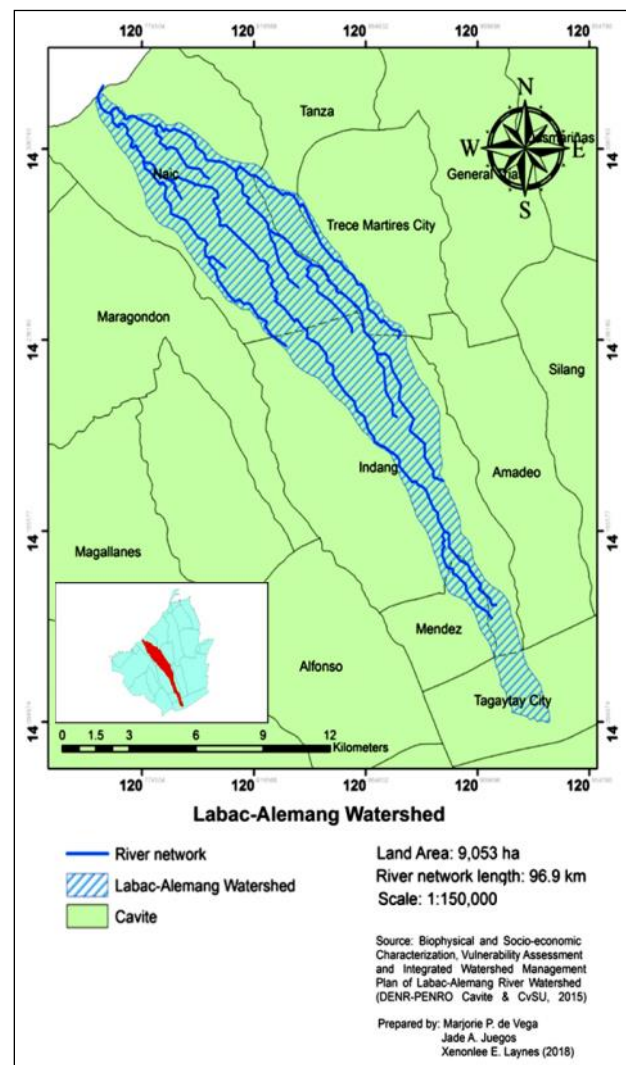 120 120 120 120 120
14 14
14 14
14 14
14 14
N
W E
S
Tanza
Naic
General Trias
Trece Martires City
Maragondon
Silang
Indang
Amadeo
Magallanes
Mendez
Alfonso
Tagaytay City
0 1.5 3 6 9 12
Kilometers
120 120 120 120 120
Labac-Alemang Watershed
River network
Labac-Alemang Watershed
Cavite
Land Area: 9,053 ha
River network length: 96.9 km
Scale: 1:150,000
Source: Biophysical and Socio-economic
Characterization, Vulnerability Assessment
and Integrated Watershed Management
Plan of Labac-Alemang River Watershed
(DENR-PENRO Cavite & CvSU, 2015)
Prepared by: Marjorie P. de Vega
Jade A. Juegos
Xenonlee E. Laynes (2018)